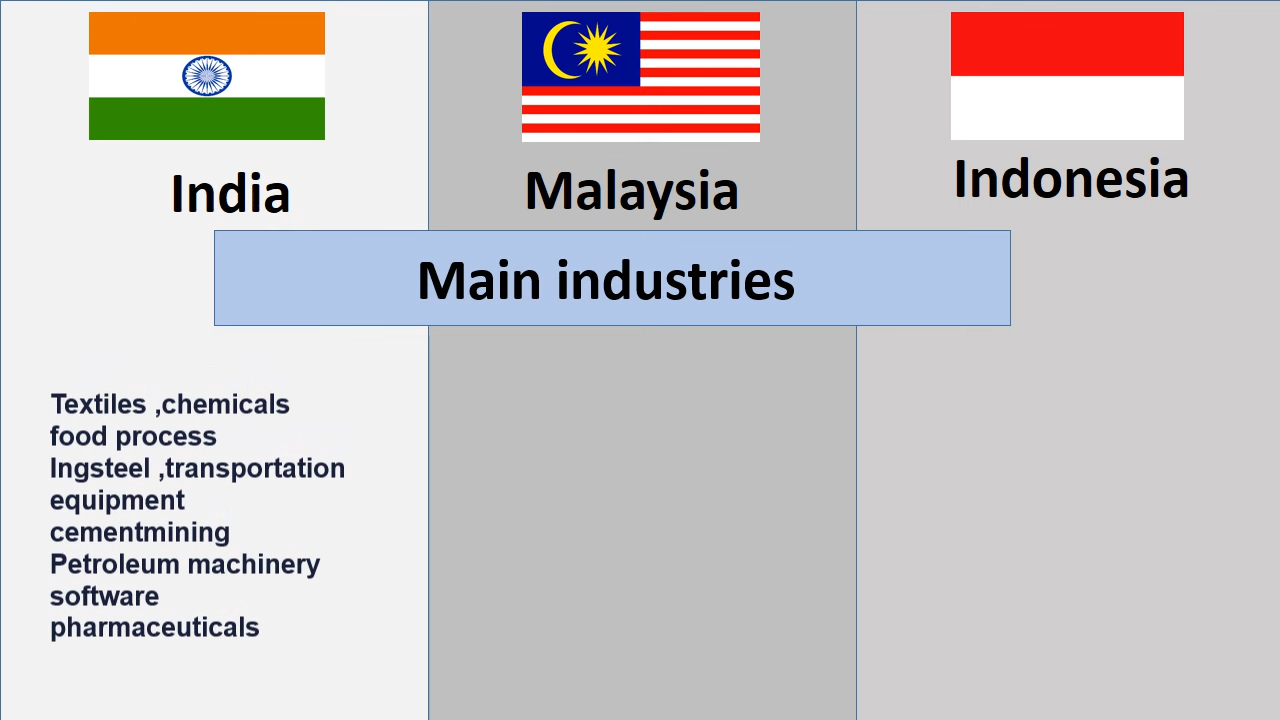 India
Malaysia
Indonesia
Main industries
Textiles ,chemicals
food process
Ingsteel ,transportation
equipment
cementmining
Petroleum machinery
software
pharmaceuticals